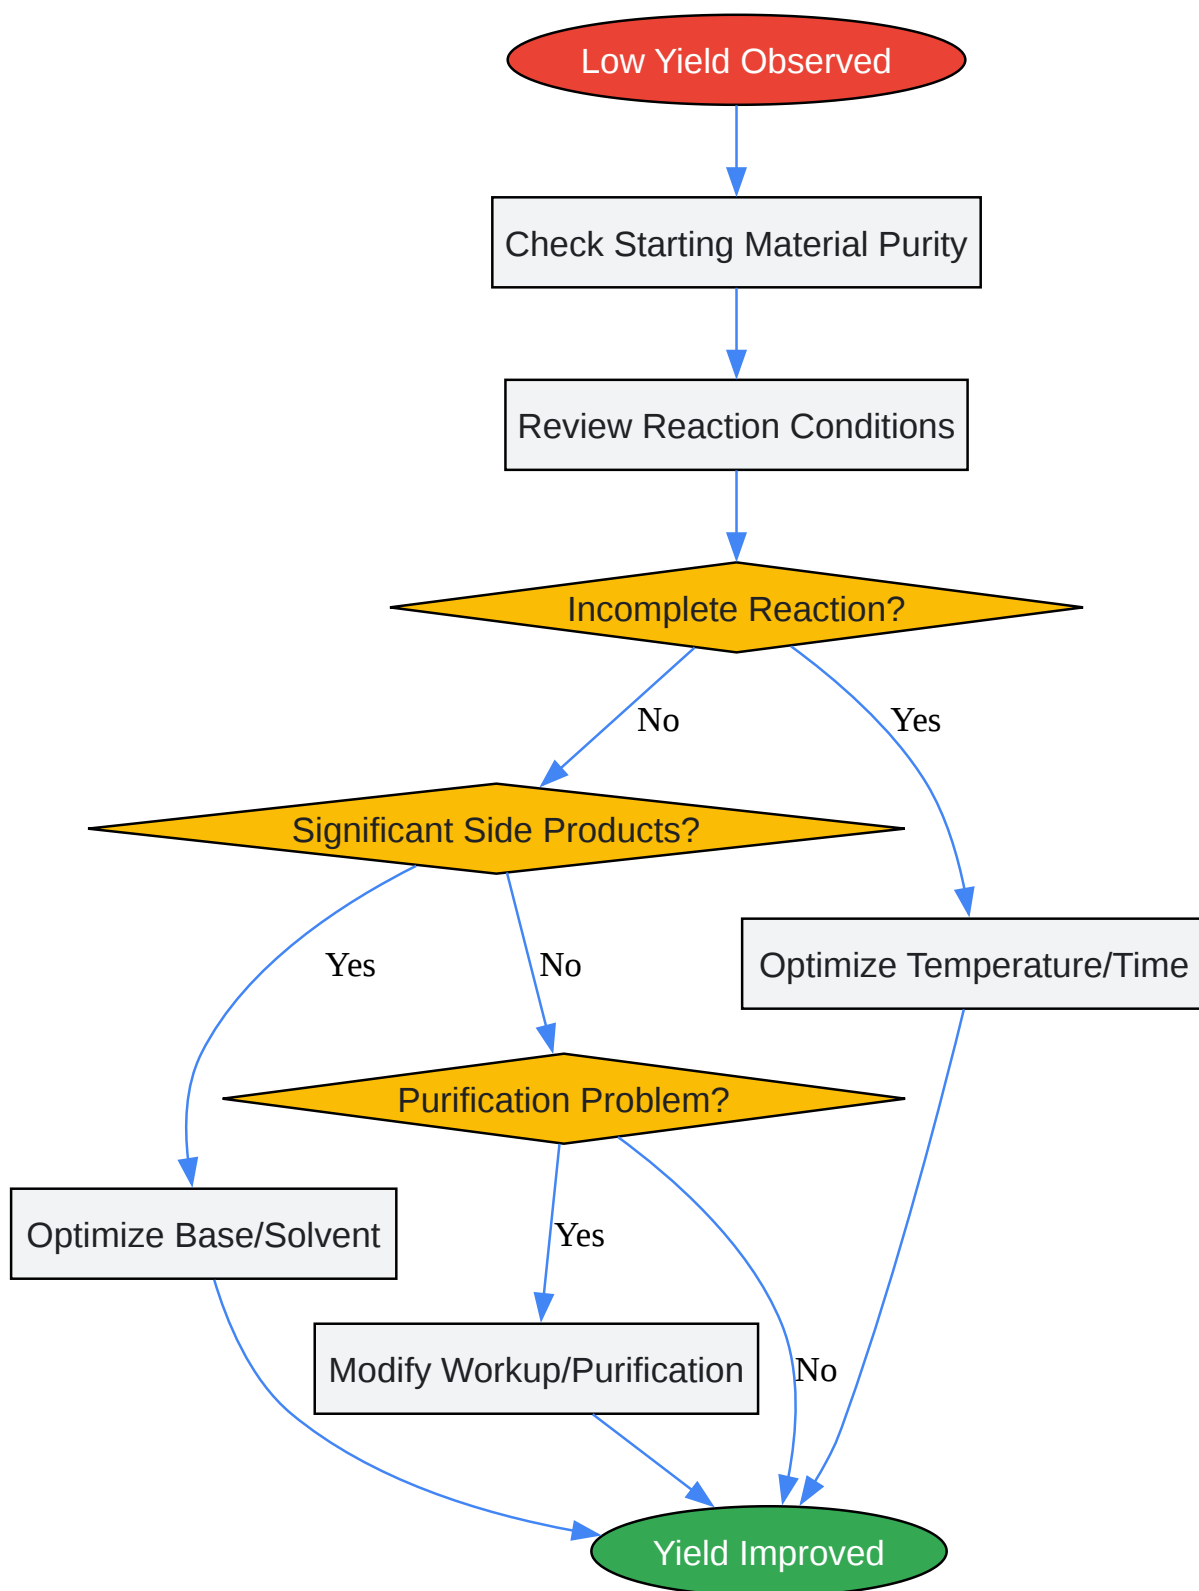 Low Yield Observed
Check Starting Material Purity
Review Reaction Conditions
Incomplete Reaction?
No
Yes
Significant Side Products?
Yes
No
Optimize Temperature/Time
Purification Problem?
Optimize Base/Solvent
Yes
Modify Workup/Purification
No
Yield Improved